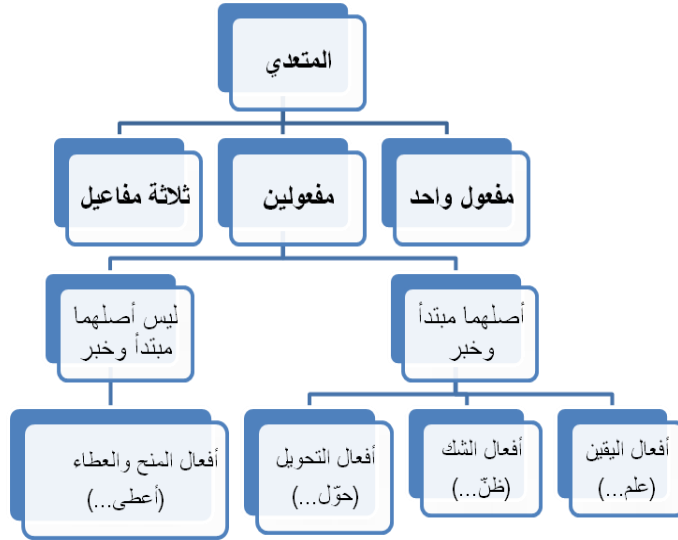 المتعدي
مفعول واحد
مفعولين
ثلاثة مفاعيل
أصلهما مبتدأ
وخبر
ليس أصلهما
مبتدأ وخبر
أفعال اليقين
(علم...)
أفعال الشك
(ظنّ...)
أفعال التحويل
(حوّل...)
أفعال المنح والعطاء
(أعطى...)